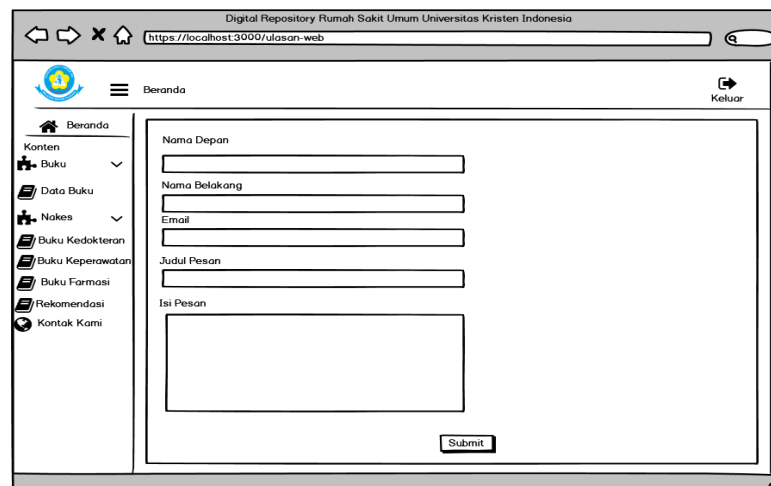 Digital Repository Rumah Sakit Umum Universitas Kristen Indonesia
https://localhost:3000/ulasan-web
Beranda
Keluar
Beranda
Konten
Buku
Data Buku
Nakes
Buku Kedokteran
Buku Keperawatan
Buku Farmasi
Rekomendasi
Kontak Kami
Nama Depan
Nama Belakang
Email
Judul Pesan
Isi Pesan
Submit